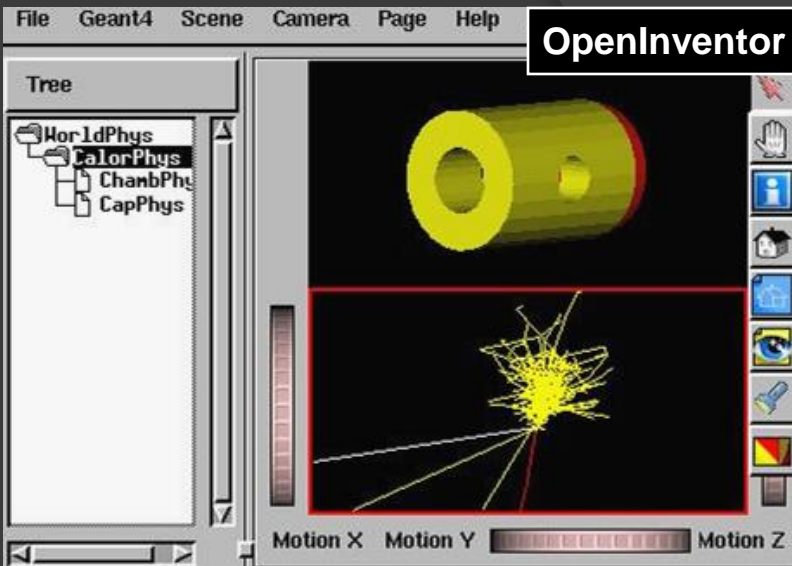 File Geant4 Scene Camera Page Help
OpenInventor
Tree
WorldPhys
CalorPhys
ChambPhy
CapPhys
Motion X Motion Y Motion Z